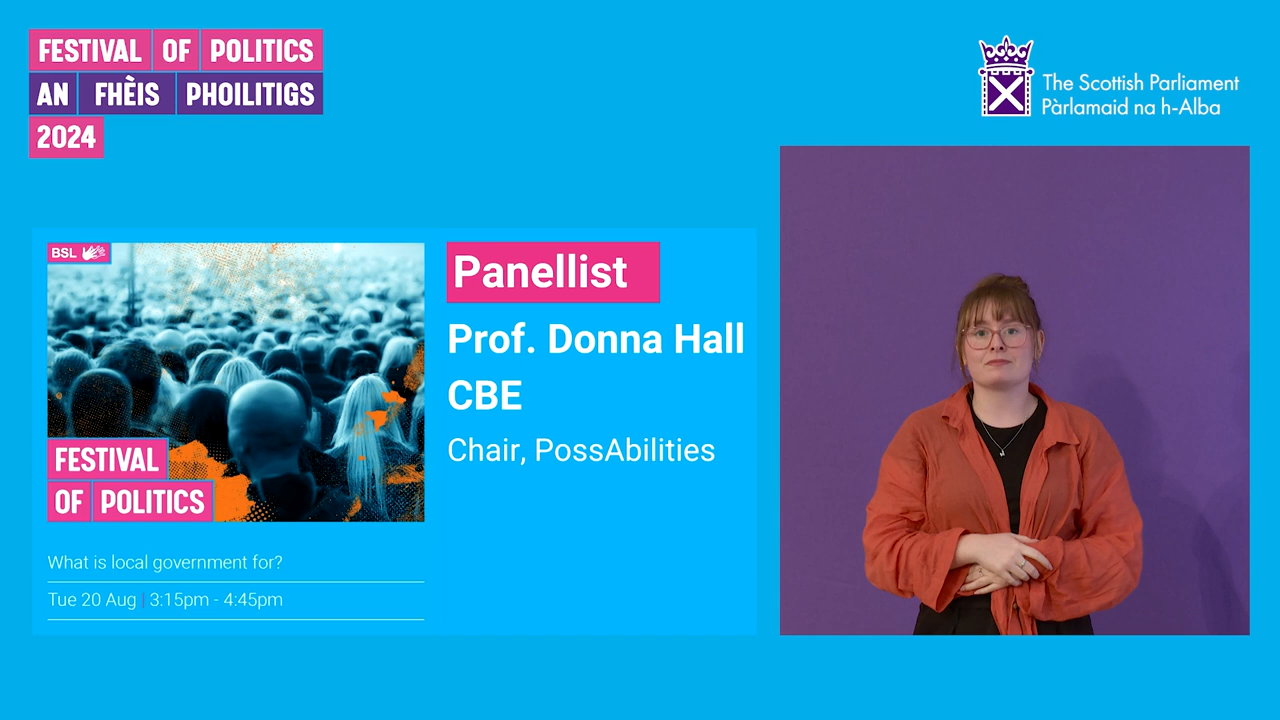 FESTIVAL OF POLITICS
AN FHÈIS PHOILITIGS
2024
The Scottish Parliament
Pàrlamaid na h-Alba
BSL
FESTIVAL
OF POLITICS
What is local government for?
Tue 20 Aug | 3:15pm - 4:45pm
Panellist
Prof. Donna Hall
CBE
Chair, PossAbilities